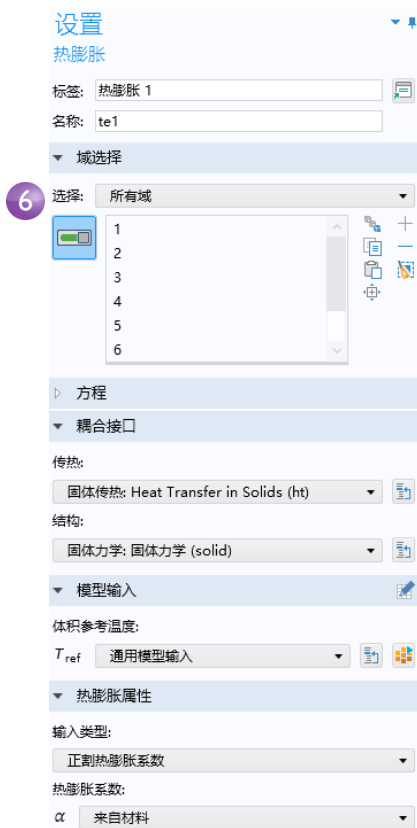 设置
热膨胀
标签: 热膨胀 1
名称: te1
域选择
6 选择: 所有域
1
2
3
4
5
6
方程
耦合接口
传热:
固体传热: Heat Transfer in Solids (ht)
结构:
固体力学: 固体力学 (solid)
模型输入
体积参考温度:
Tref 通用模型输入
热膨胀属性
输入类型:
正割热膨胀系数
热膨胀系数:
α 来自材料